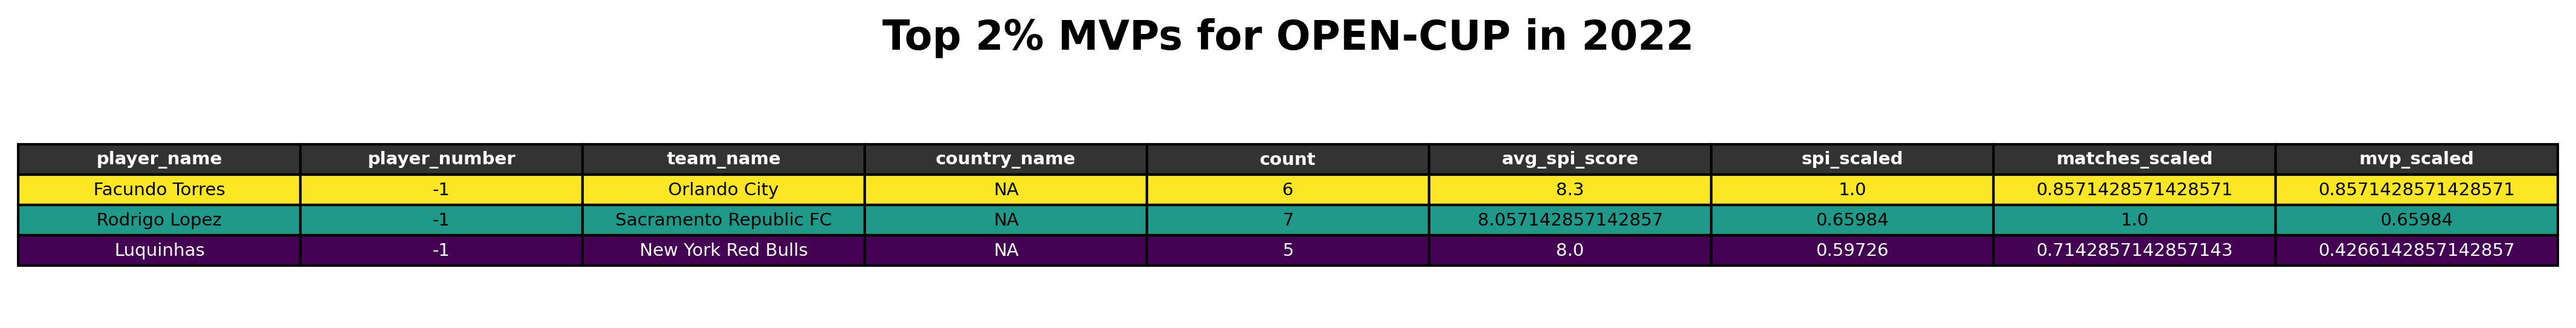 Top 2% MVPs for OPEN-CUP in 2022
player_name player_number team_name country_name count avg_spi_score spi_scaled matches_scaled mvp_scaled
Facundo Torres -1 Orlando City NA 6 8.3 1.0 0.8571428571428571 0.8571428571428571
Rodrigo Lopez -1 Sacramento Republic FC NA 7 8.057142857142857 0.65984 1.0 0.65984
Luquinhas -1 New York Red Bulls NA 5 8.0 0.59726 0.7142857142857143 0.4266142857142857